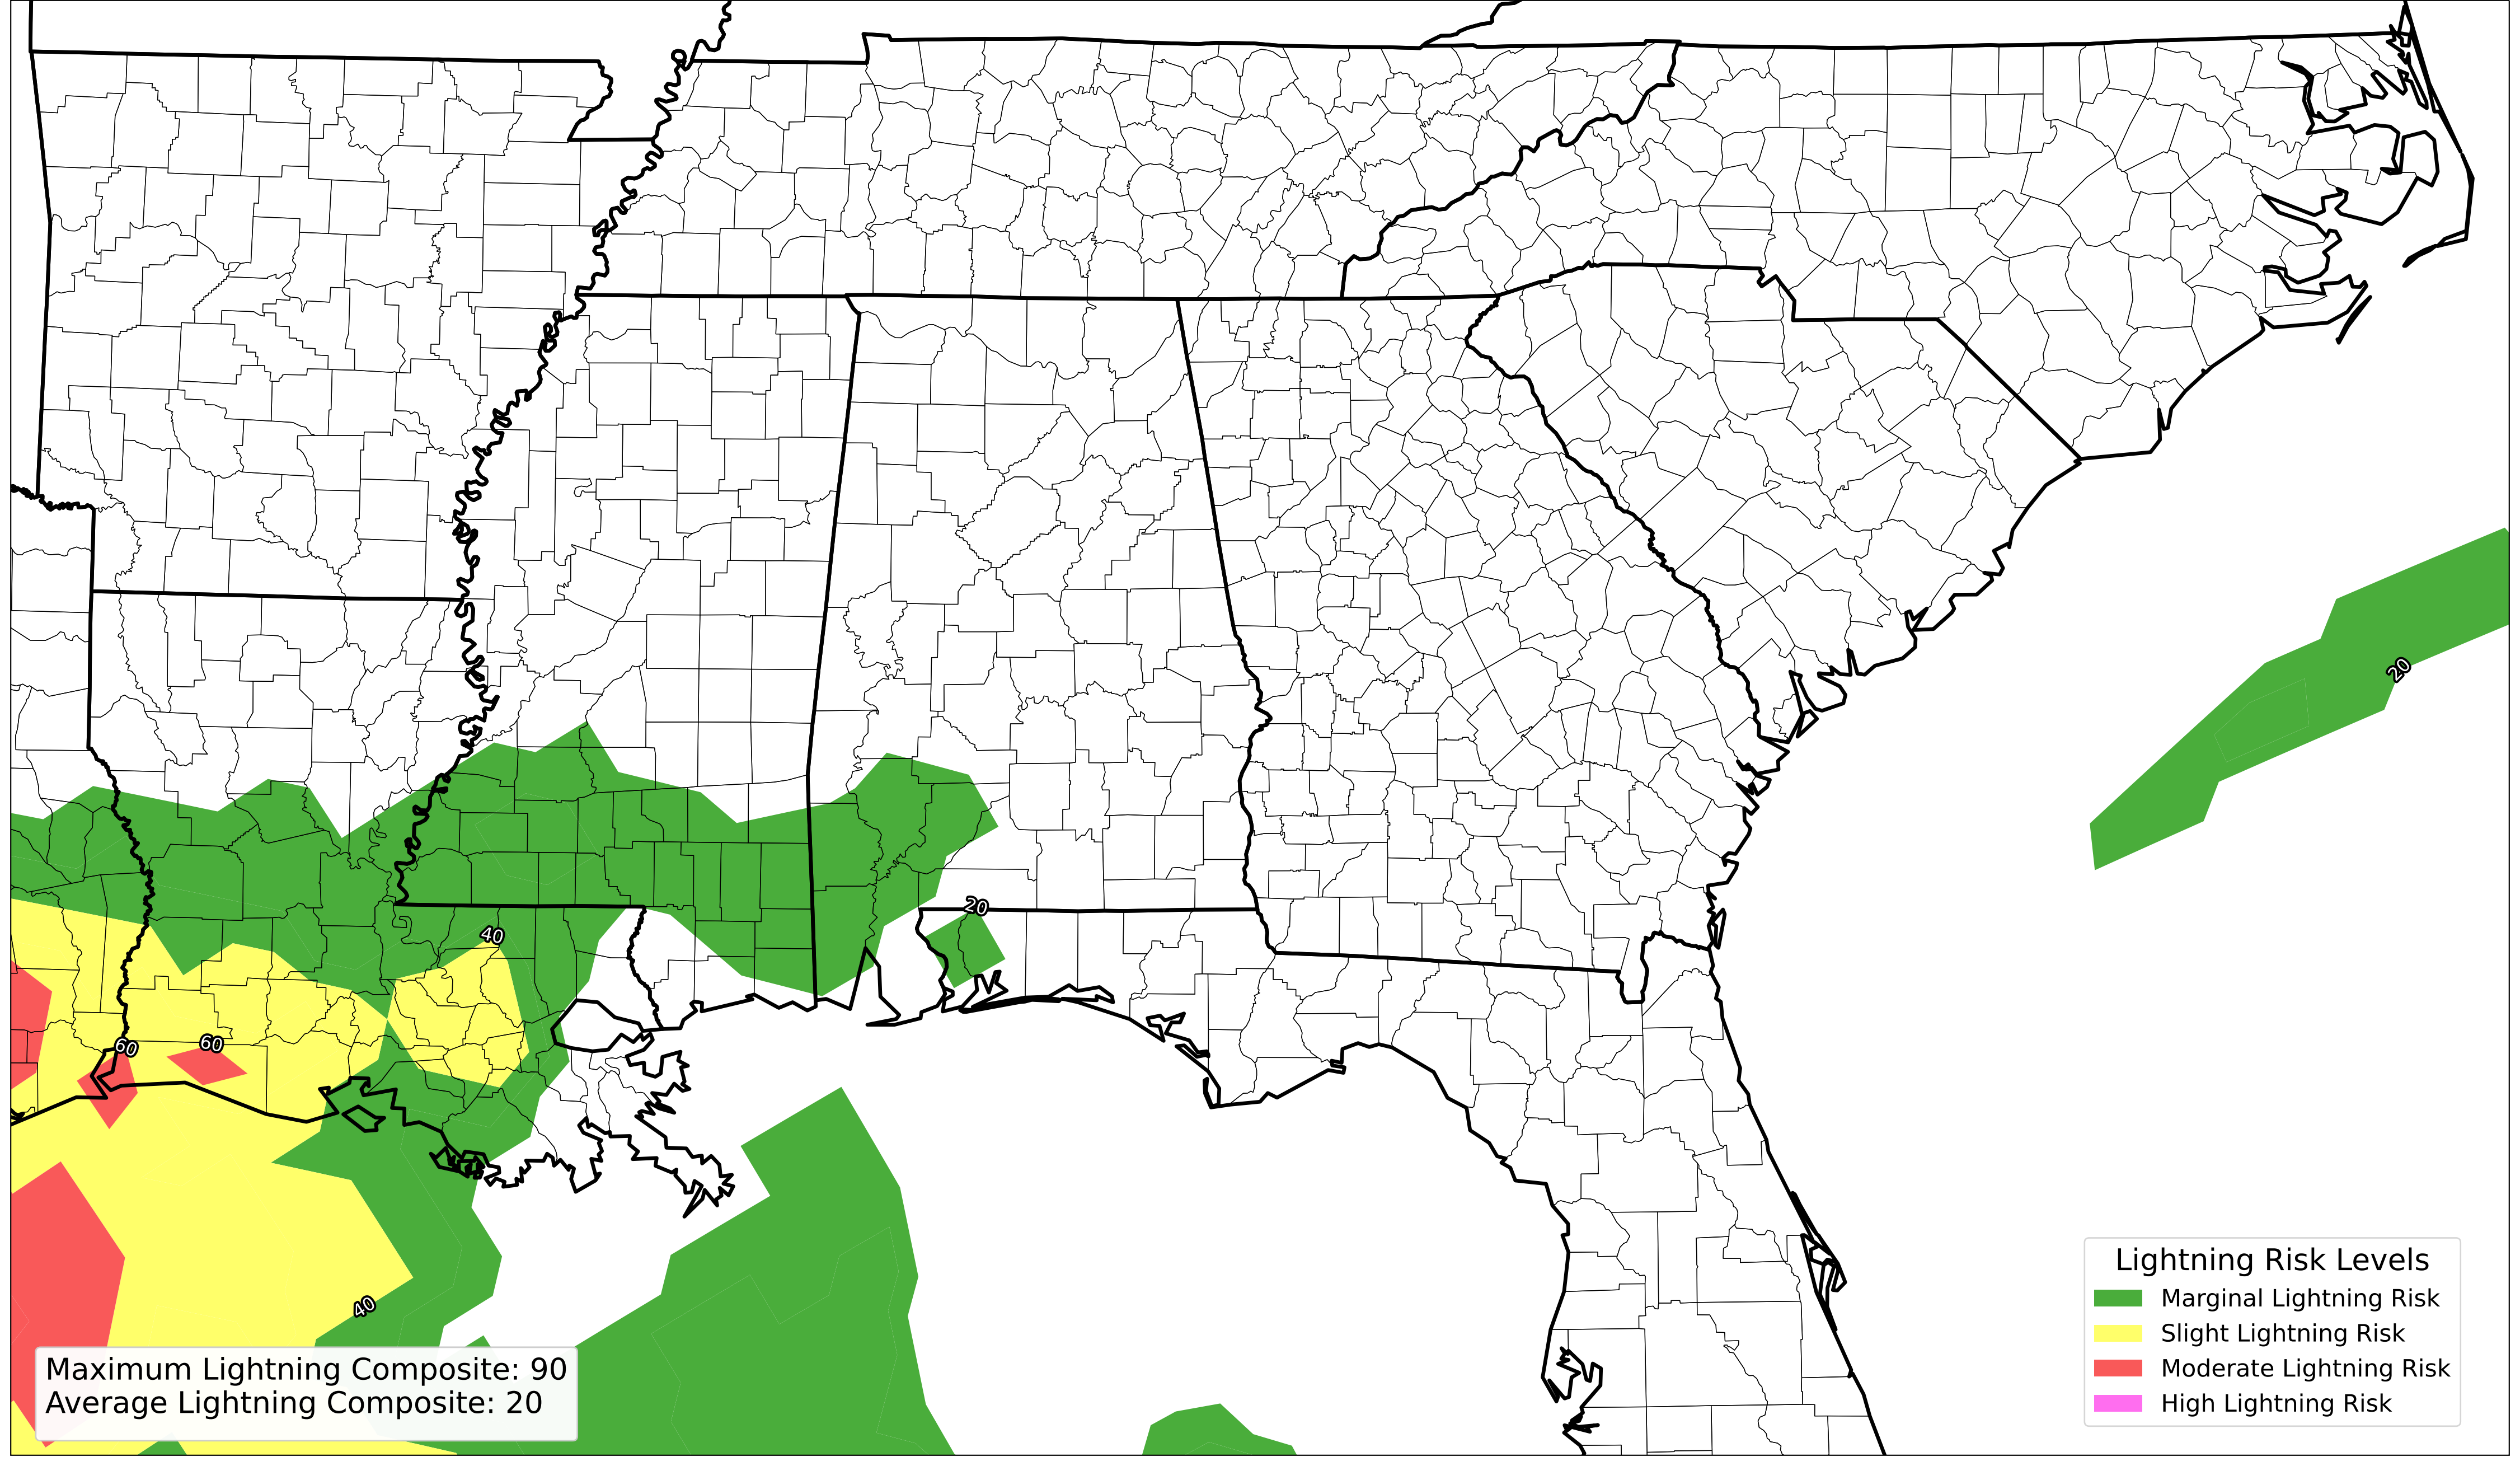 20
20
40
60
60
40
Lightning Risk Levels
Marginal Lightning Risk
Slight Lightning Risk
Moderate Lightning Risk
High Lightning Risk
Maximum Lightning Composite: 90
Average Lightning Composite: 20